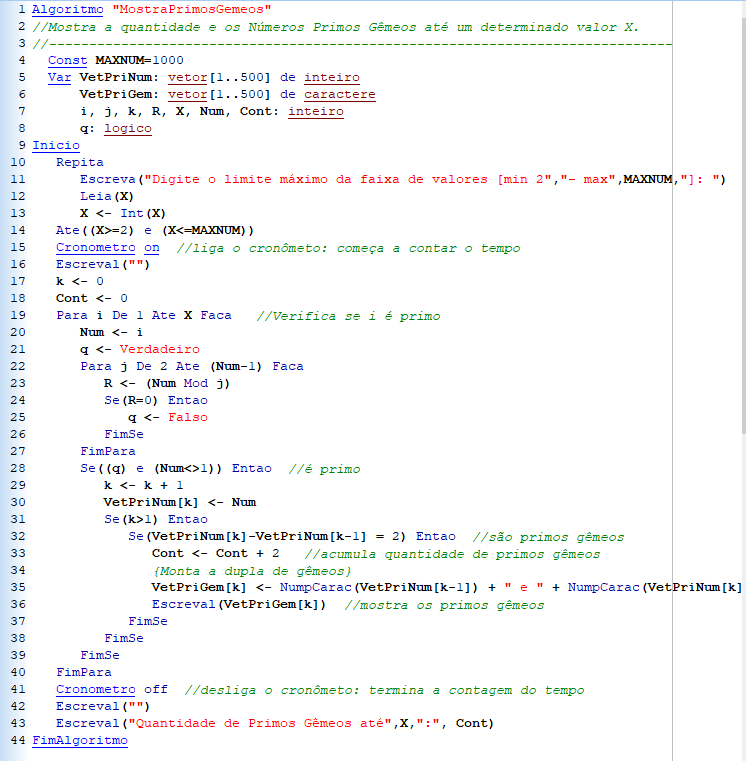 1 Algoritmo "MostraPrimosGemeos"
2 //Mostra a quantidade e os Números Primos Gêmeos até um determinado valor X.
3 //------------------------------------------------------------------------------
4 Const MAXNUM=1000
5 Var VetPriNum: vetor[1..500] de inteiro
6 VetPriGem: vetor[1..500] de caractere
7 i, j, k, R, X, Num, Cont: inteiro
8 q: logico
9 Inicio
10 Repita
11 Escreva("Digite o limite máximo da faixa de valores [min 2","- max",MAXNUM,"]: ")
12 Leia(X)
13 X <- Int(X)
14 Ate((X>=2) e (X<=MAXNUM))
15 Cronometro on //liga o cronômeto: começa a contar o tempo
16 Escreval("")
17 k <- 0
18 Cont <- 0
19 Para i De 1 Ate X Faca //Verifica se i é primo
20 Num <- i
21 q <- Verdadeiro
22 Para j De 2 Ate (Num-1) Faca
23 R <- (Num Mod j)
24 Se(R=0) Entao
25 q <- Falso
26 FimSe
27 FimPara
28 Se((q) e (Num<>1)) Entao //é primo
29 k <- k + 1
30 VetPriNum[k] <- Num
31 Se(k>1) Entao
32 Se(VetPriNum[k]-VetPriNum[k-1] = 2) Entao //são primos gêmeos
33 Cont <- Cont + 2 //acumula quantidade de primos gêmeos
34 {Monta a dupla de gêmeos}
35 VetPriGem[k] <- NumpCarac(VetPriNum[k-1]) + " e " + NumpCarac(VetPriNum[k]
36 Escreval(VetPriGem[k]) //mostra os primos gêmeos
37 FimSe
38 FimSe
39 FimSe
40 FimPara
41 Cronometro off //desliga o cronômeto: termina a contagem do tempo
42 Escreval("")
43 Escreval("Quantidade de Primos Gêmeos até",X,":", Cont)
44 FimAlgoritmo